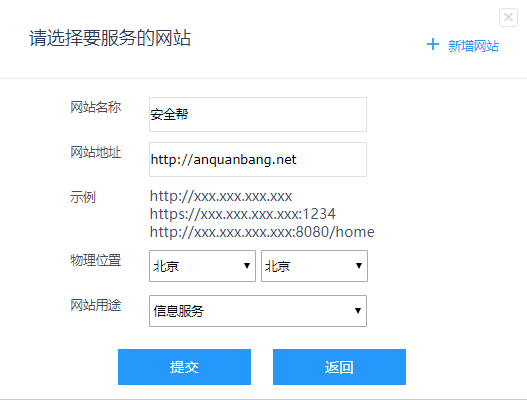 请选择要服务的网站
+ 新增网站
网站名称 安全帮
网站地址 http://anquanbang.net
示例 http://xxx.xxx.xxx.xxx
https://xxx.xxx.xxx.xxx:1234
http://xxx.xxx.xxx.xxx:8080/home
物理位置 北京 北京
网站用途 信息服务
提交 返回